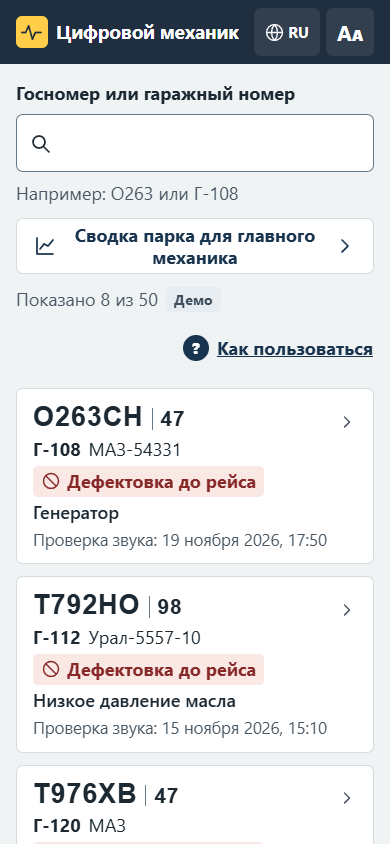 Цифровой механик
RU
Aа
Госномер или гаражный номер
Например: О263 или Г-108
Сводка парка для главного
механика
Показано 8 из 50 Демо
? Как пользоваться
О263СН | 47
Г-108 МАЗ-54331
Дефектовка до рейса
Генератор
Проверка звука: 19 ноября 2026, 17:50
Т792НО | 98
Г-112 Урал-5557-10
Дефектовка до рейса
Низкое давление масла
Проверка звука: 15 ноября 2026, 15:10
Т976ХВ | 47
Г-120 МАЗ